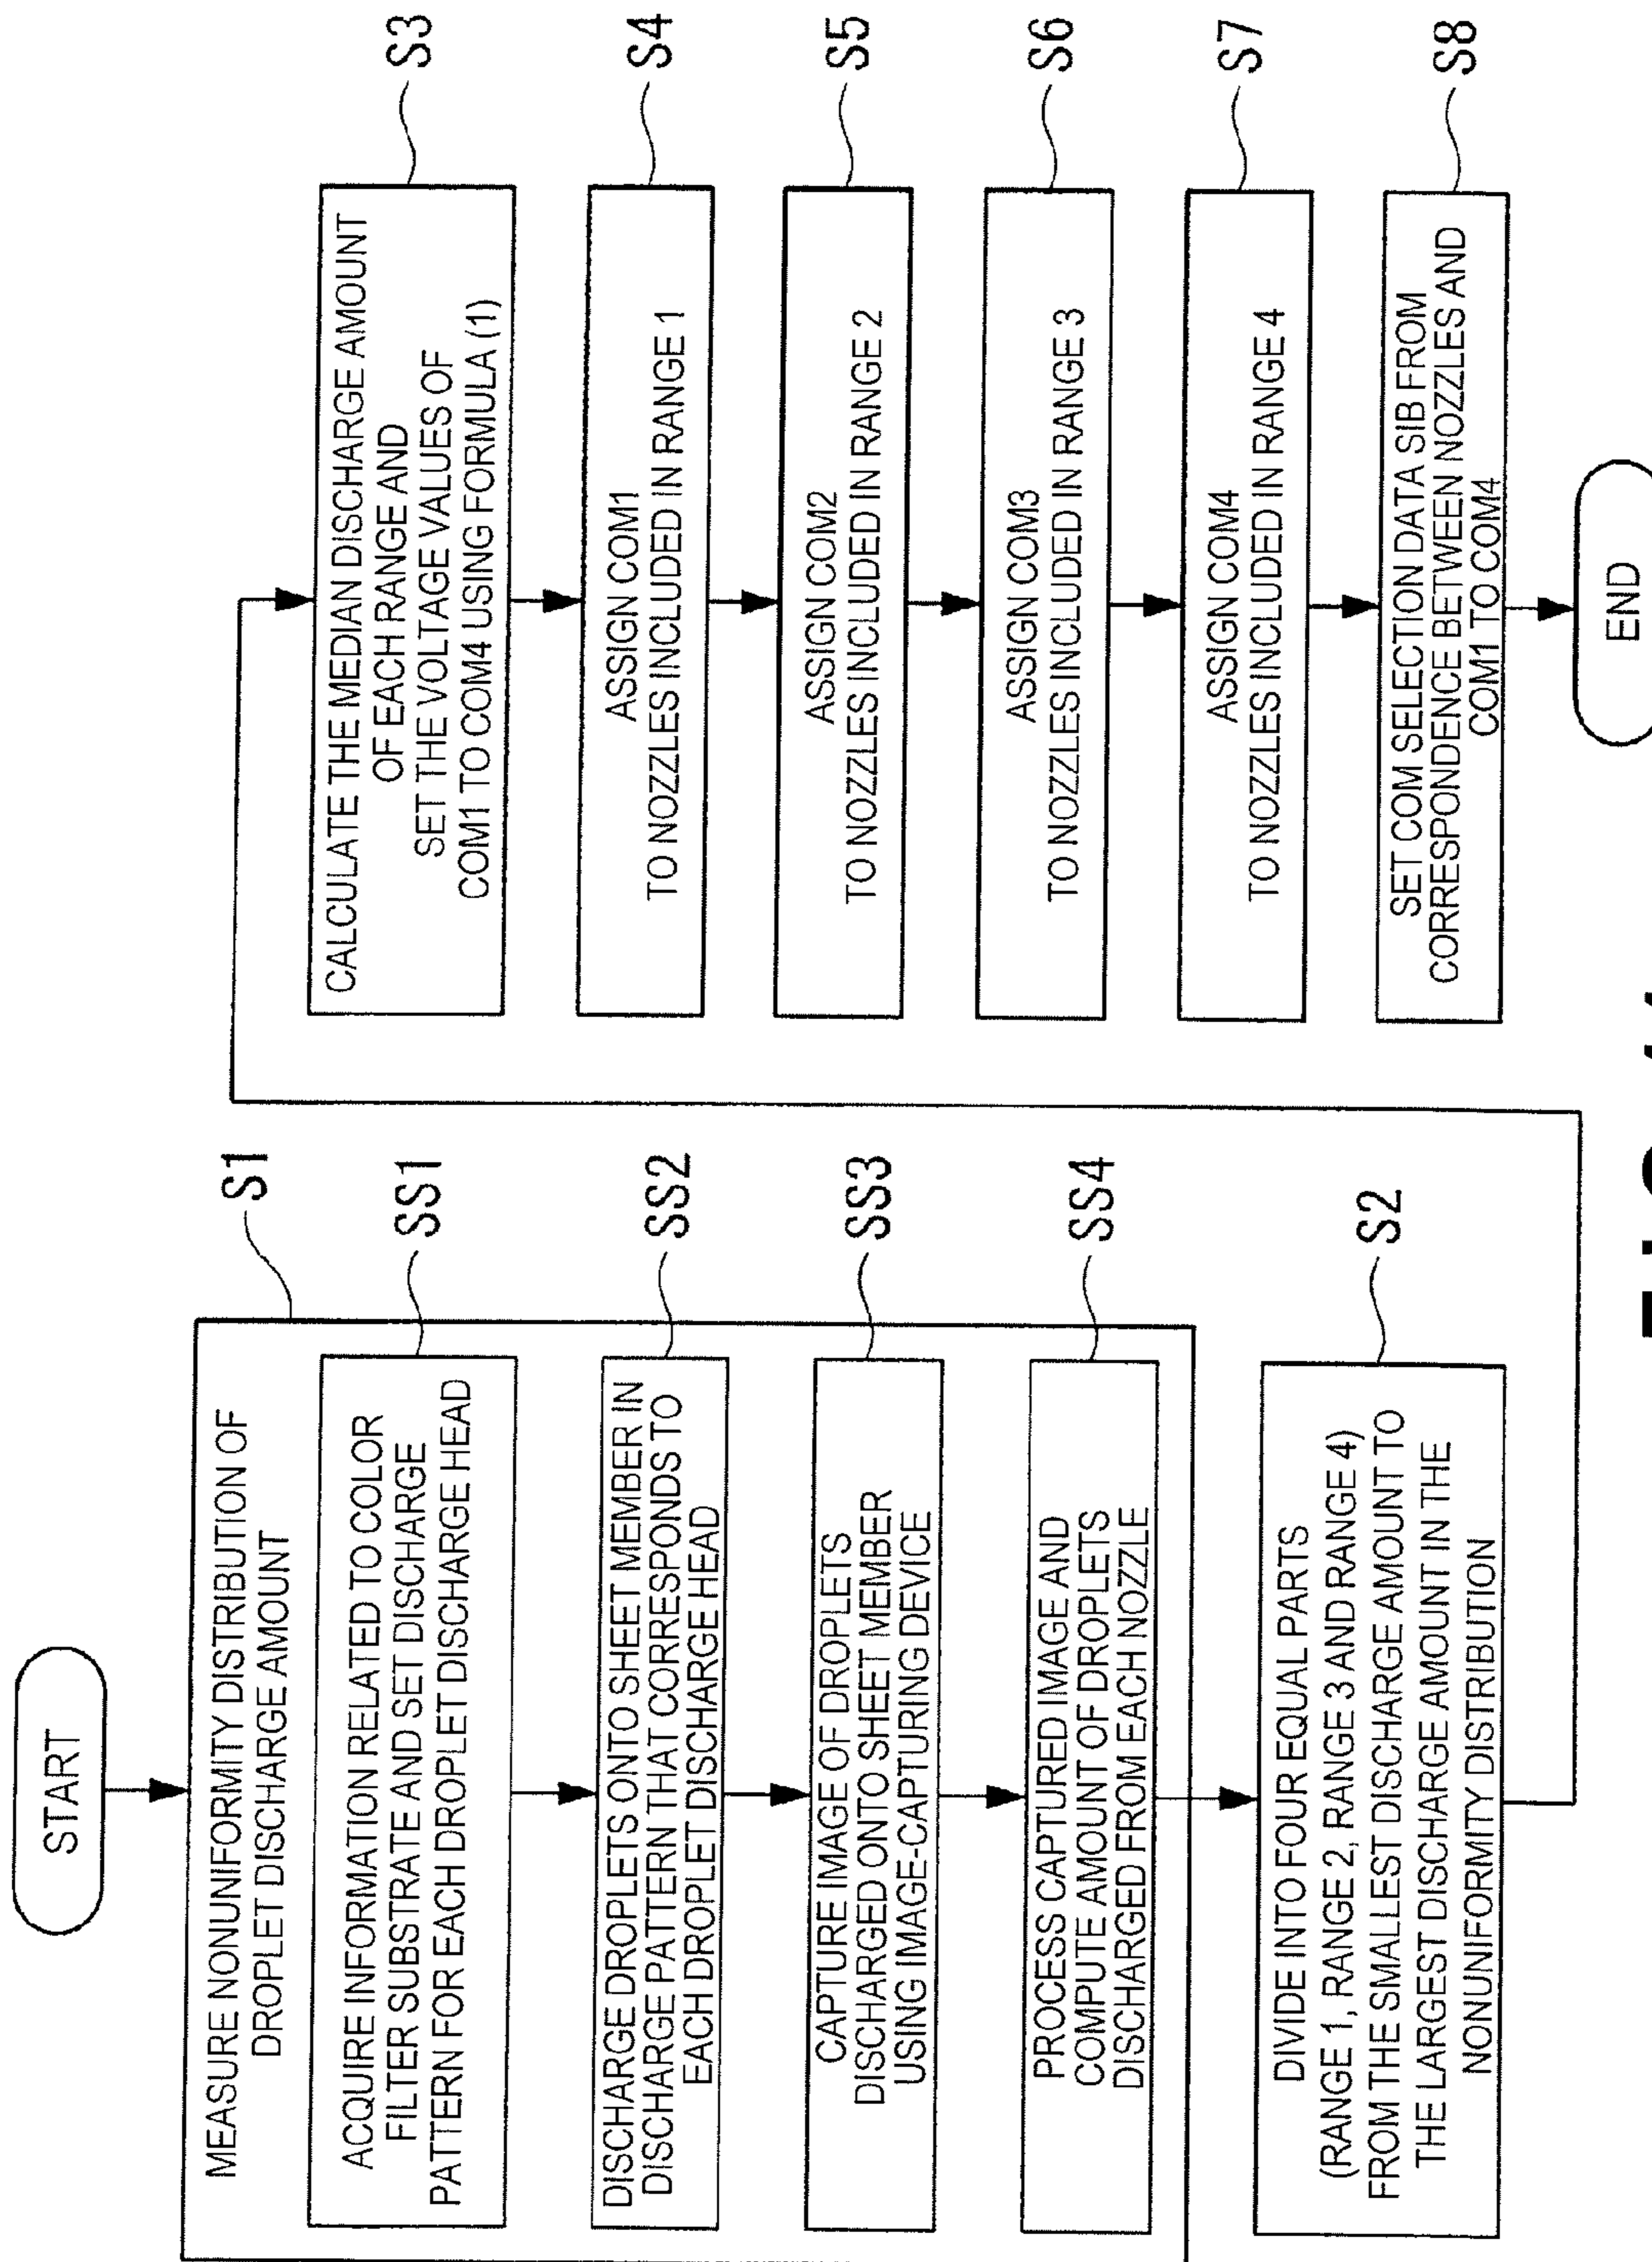 START
S1
MEASURE NONUNIFORMITY DISTRIBUTION OF
DROPLET DISCHARGE AMOUNT
SS1
ACQUIRE INFORMATION RELATED TO COLOR
FILTER SUBSTRATE AND SET DISCHARGE
PATTERN FOR EACH DROPLET DISCHARGE HEAD
SS2
DISCHARGE DROPLETS ONTO SHEET MEMBER IN
DISCHARGE PATTERN THAT CORRESPONDS TO
EACH DROPLET DISCHARGE HEAD
SS3
CAPTURE IMAGE OF DROPLETS
DISCHARGED ONTO SHEET MEMBER
USING IMAGE-CAPTURING DEVICE
SS4
PROCESS CAPTURED IMAGE AND
COMPUTE AMOUNT OF DROPLETS
DISCHARGED FROM EACH NOZZLE
S2
DIVIDE INTO FOUR EQUAL PARTS
(RANGE 1, RANGE 2, RANGE 3 AND RANGE 4)
FROM THE SMALLEST DISCHARGE AMOUNT TO
THE LARGEST DISCHARGE AMOUNT IN THE
NONUNIFORMITY DISTRIBUTION
S3
CALCULATE THE MEDIAN DISCHARGE AMOUNT
OF EACH RANGE AND
SET THE VOLTAGE VALUES OF
COM1 TO COM4 USING FORMULA (1)
S4
ASSIGN COM1
TO NOZZLES INCLUDED IN RANGE 1
S5
ASSIGN COM2
TO NOZZLES INCLUDED IN RANGE 2
S6
ASSIGN COM3
TO NOZZLES INCLUDED IN RANGE 3
S7
ASSIGN COM4
TO NOZZLES INCLUDED IN RANGE 4
S8
SET COM SELECTION DATA SIB FROM
CORRESPONDENCE BETWEEN NOZZLES AND
COM1 TO COM4
END